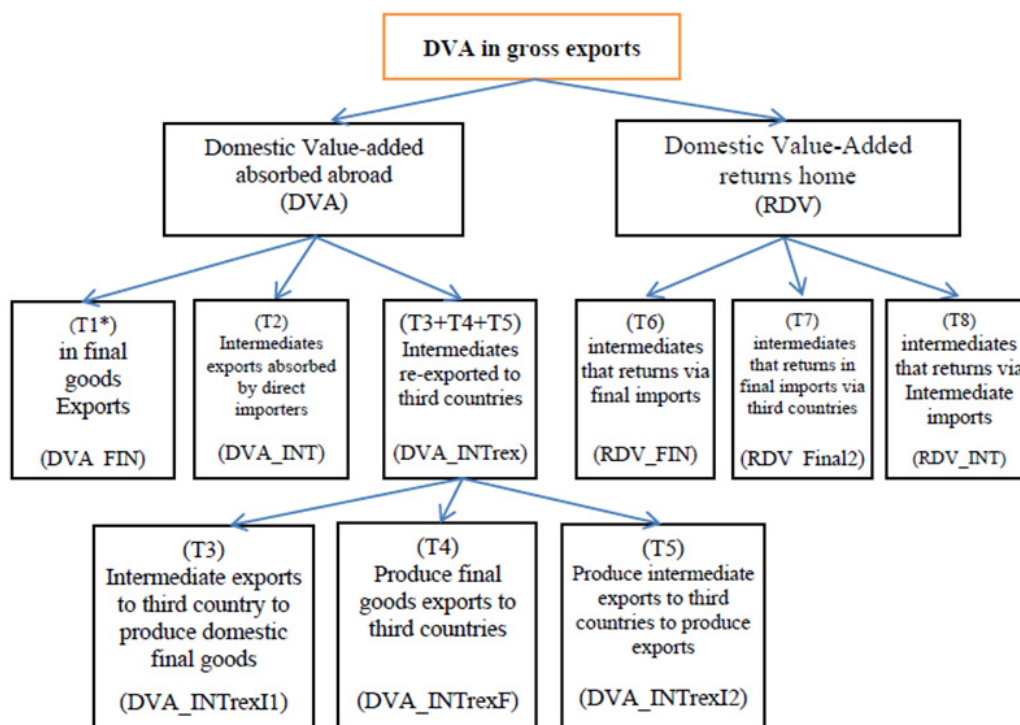 DVA in gross exports
Domestic Value-added
absorbed abroad
(DVA)
Domestic Value-Added
returns home
(RDV)
(T1*)
in final
goods
Exports
(DVA_FIN)
(T2)
Intermediates
exports absorbed
by direct
importers
(DVA_INT)
(T3+T4+T5)
Intermediates
re-exported to
third countries
(DVA_INTrex)
(T6)
intermediates
that returns via
final imports
(RDV_FIN)
(T7)
intermediates
that returns in
final imports via
third countries
(RDV_Final2)
(T8)
intermediates
that returns via
Intermediate
imports
(RDV_INT)
(T3)
Intermediate exports
to third country to
produce domestic
final goods
(DVA_INTrexI1)
(T4)
Produce final
goods exports to
third countries
(DVA_INTrexF)
(T5)
Produce intermediate
exports to third
countries to produce
exports
(DVA_INTrexI2)